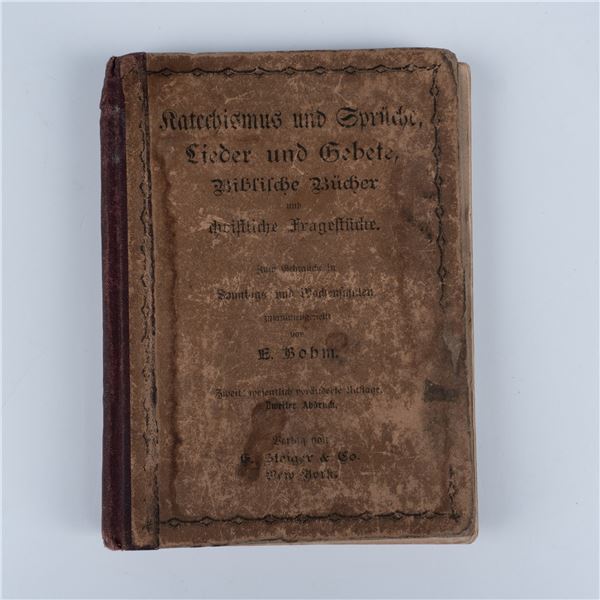 Katechismus und Sprüche,
Lieder und Gebete,
Biblische Bücher
und
christliche Fragestücke.
Zum Gebrauche in
Sonntags- und Wochenschulen
zusammengestellt
von
E. Bohm.
Zweite, wesentlich veränderte Auflage.
Zweiter Abdruck.
Verlag von
E. Steiger & Co.
New York.